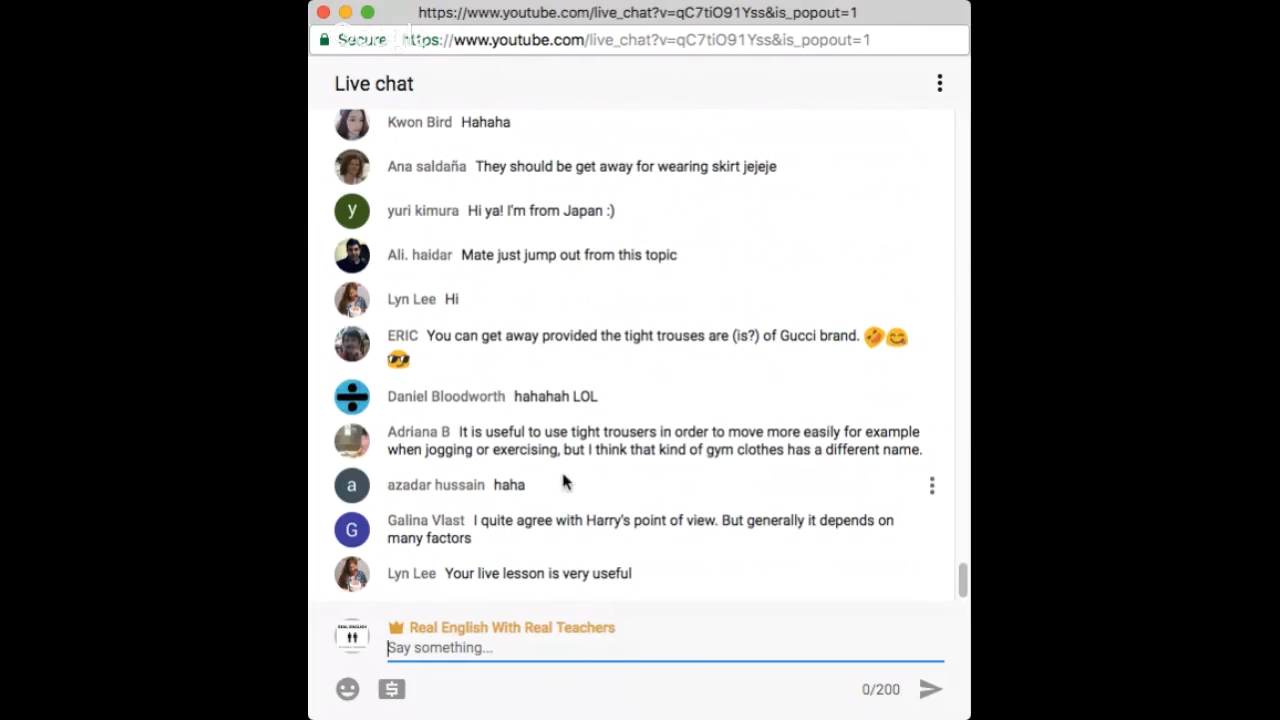 https://www.youtube.com/live_chat?v=qC7tiO91Yss&is_popout=1
Secure https://www.youtube.com/live_chat?v=qC7tiO91Yss&is_popout=1
Live chat
Kwon Bird Hahaha
Ana saldaña They should be get away for wearing skirt jejeje
y yuri kimura Hi ya! I'm from Japan :)
Ali. haidar Mate just jump out from this topic
Lyn Lee Hi
ERIC You can get away provided the tight trouses are (is?) of Gucci brand. 🤣😊
😎
Daniel Bloodworth hahahah LOL
Adriana B It is useful to use tight trousers in order to move more easily for example
when jogging or exercising, but I think that kind of gym clothes has a different name.
a azadar hussain haha
G Galina Vlast I quite agree with Harry's point of view. But generally it depends on
many factors
Lyn Lee Your live lesson is very useful
REAL ENGLISH
Real English With Real Teachers
Say something...
0/200